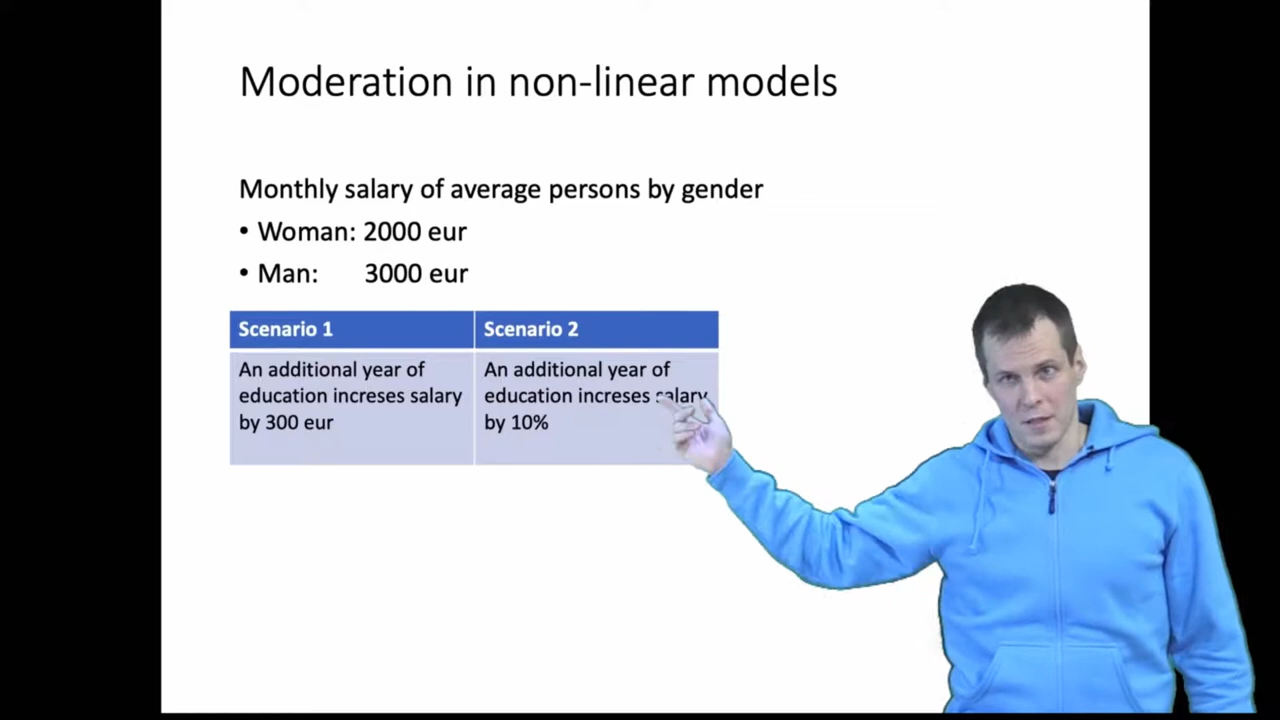 Moderation in non-linear models
Monthly salary of average persons by gender
• Woman: 2000 eur
• Man: 3000 eur
Scenario 1
An additional year of
education increses salary
by 300 eur
Scenario 2
An additional year of
education increses salary
by 10%